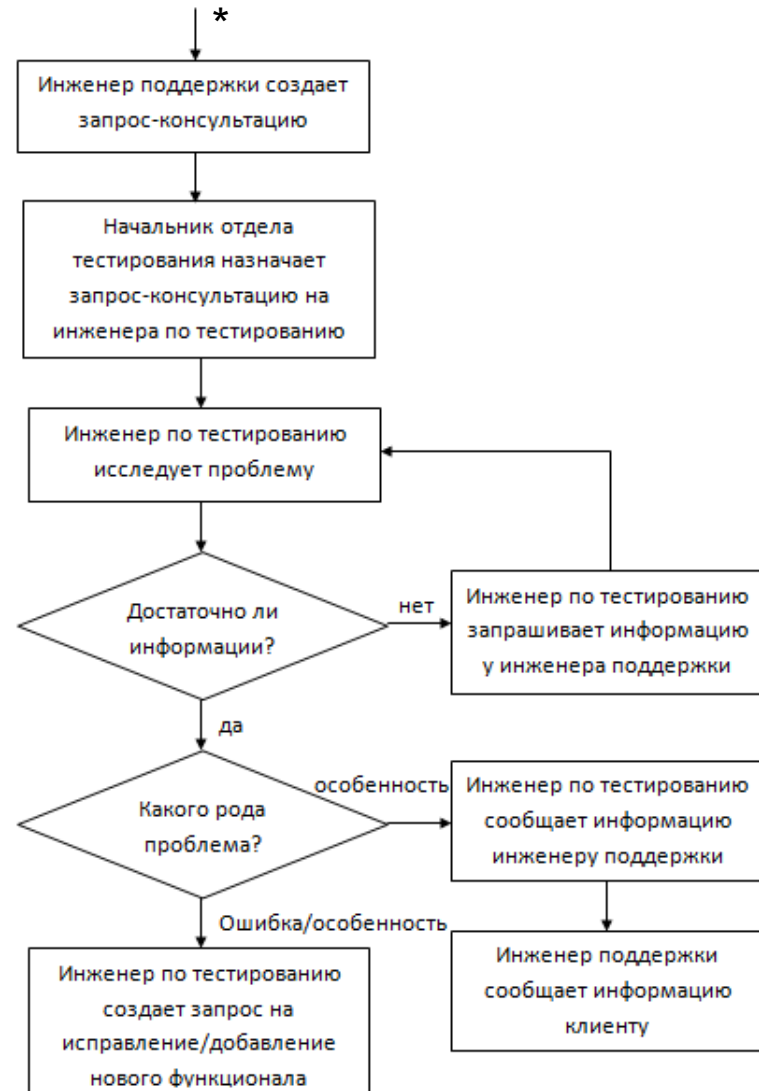 *
Инженер поддержки создает
запрос-консультацию
Начальник отдела
тестирования назначает
запрос-консультацию на
инженера по тестированию
Инженер по тестированию
исследует проблему
Достаточно ли
информации?
нет
Инженер по тестированию
запрашивает информацию
у инженера поддержки
да
Какого рода
проблема?
особенность
Инженер по тестированию
сообщает информацию
инженеру поддержки
Ошибка/особенность
Инженер поддержки
сообщает информацию
клиенту
Инженер по тестированию
создает запрос на
исправление/добавление
нового функционала